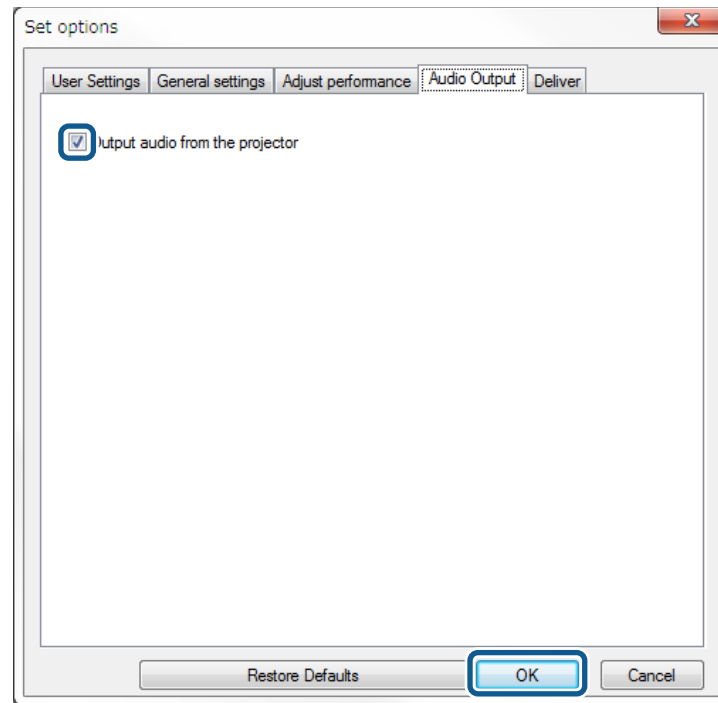 Set options
User Settings General settings Adjust performance Audio Output Deliver
Output audio from the projector
Restore Defaults OK Cancel